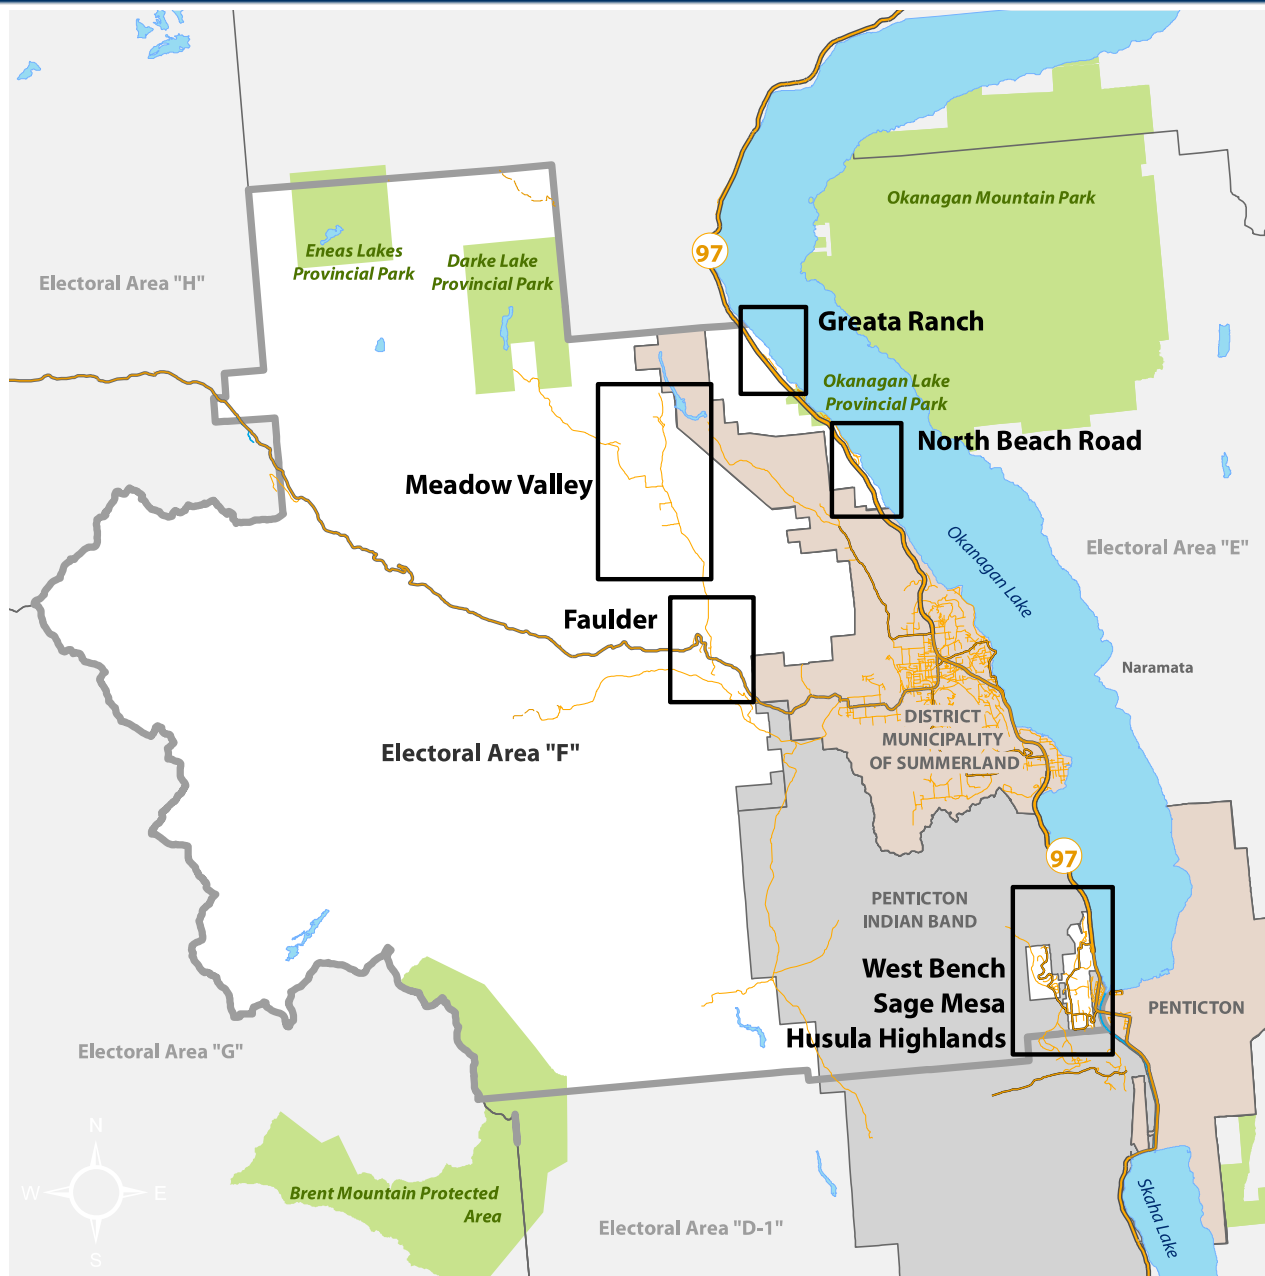 Okanagan Mountain Park
97
Eneas Lakes
Provincial Park
Darke Lake
Provincial Park
Electoral Area "H"
Greata Ranch
Okanagan Lake
Provincial Park
North Beach Road
Meadow Valley
Okanagan Lake
Electoral Area "E"
Faulder
Naramata
DISTRICT
MUNICIPALITY
OF SUMMERLAND
Electoral Area "F"
97
PENTICTON
INDIAN BAND
West Bench
Sage Mesa
Husula Highlands
PENTICTON
Electoral Area "G"
N
W
E
S
Brent Mountain Protected
Area
Electoral Area "D-1"
Skaha Lake